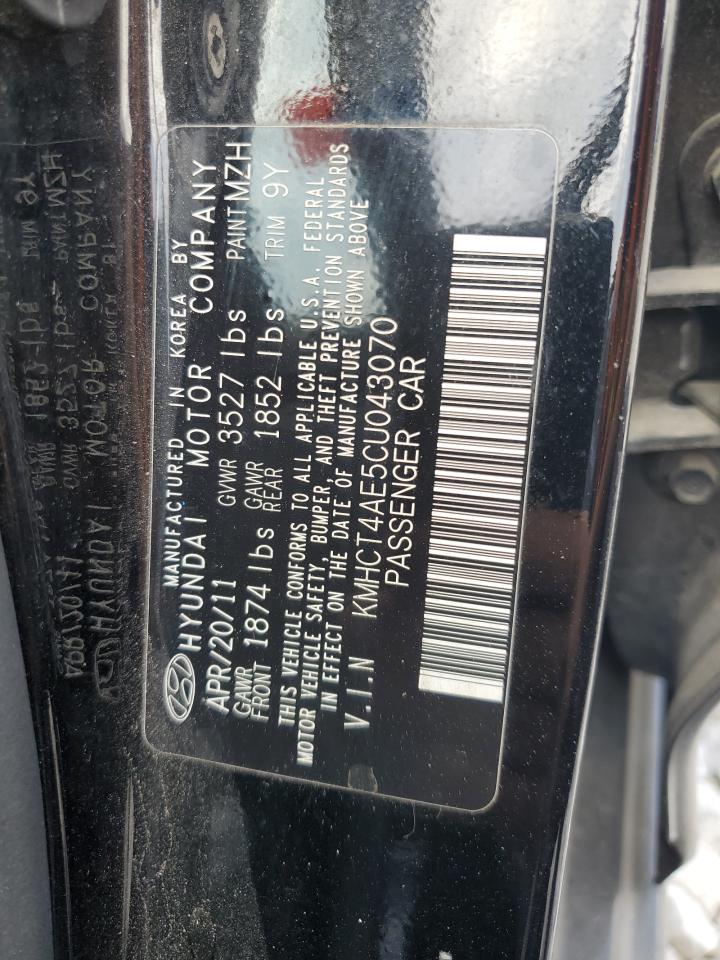 MANUFACTURED IN KOREA BY
HYUNDAI MOTOR COMPANY
APR/20/11 GVWR 3527 lbs PAINT MZH
GAWR FRONT 1874 lbs GAWR REAR 1852 lbs TRIM 9Y
THIS VEHICLE CONFORMS TO ALL APPLICABLE U.S.A. FEDERAL
MOTOR VEHICLE SAFETY, BUMPER, AND THEFT PREVENTION STANDARDS
IN EFFECT ON THE DATE OF MANUFACTURE SHOWN ABOVE
V.I.N KMHCT4AE5CU043070
PASSENGER CAR